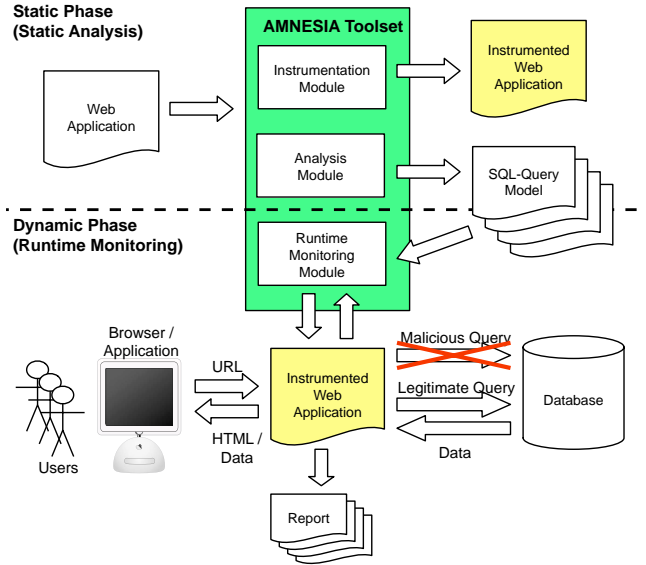 Static Phase
(Static Analysis)
AMNESIA Toolset
Web
Application
Instrumentation
Module
Instrumented
Web
Application
Analysis
Module
SQL-Query
Model
Dynamic Phase
(Runtime Monitoring)
Runtime
Monitoring
Module
Browser /
Application
URL
HTML /
Data
Users
Instrumented
Web
Application
Malicious Query
Legitimate Query
Data
Database
Report